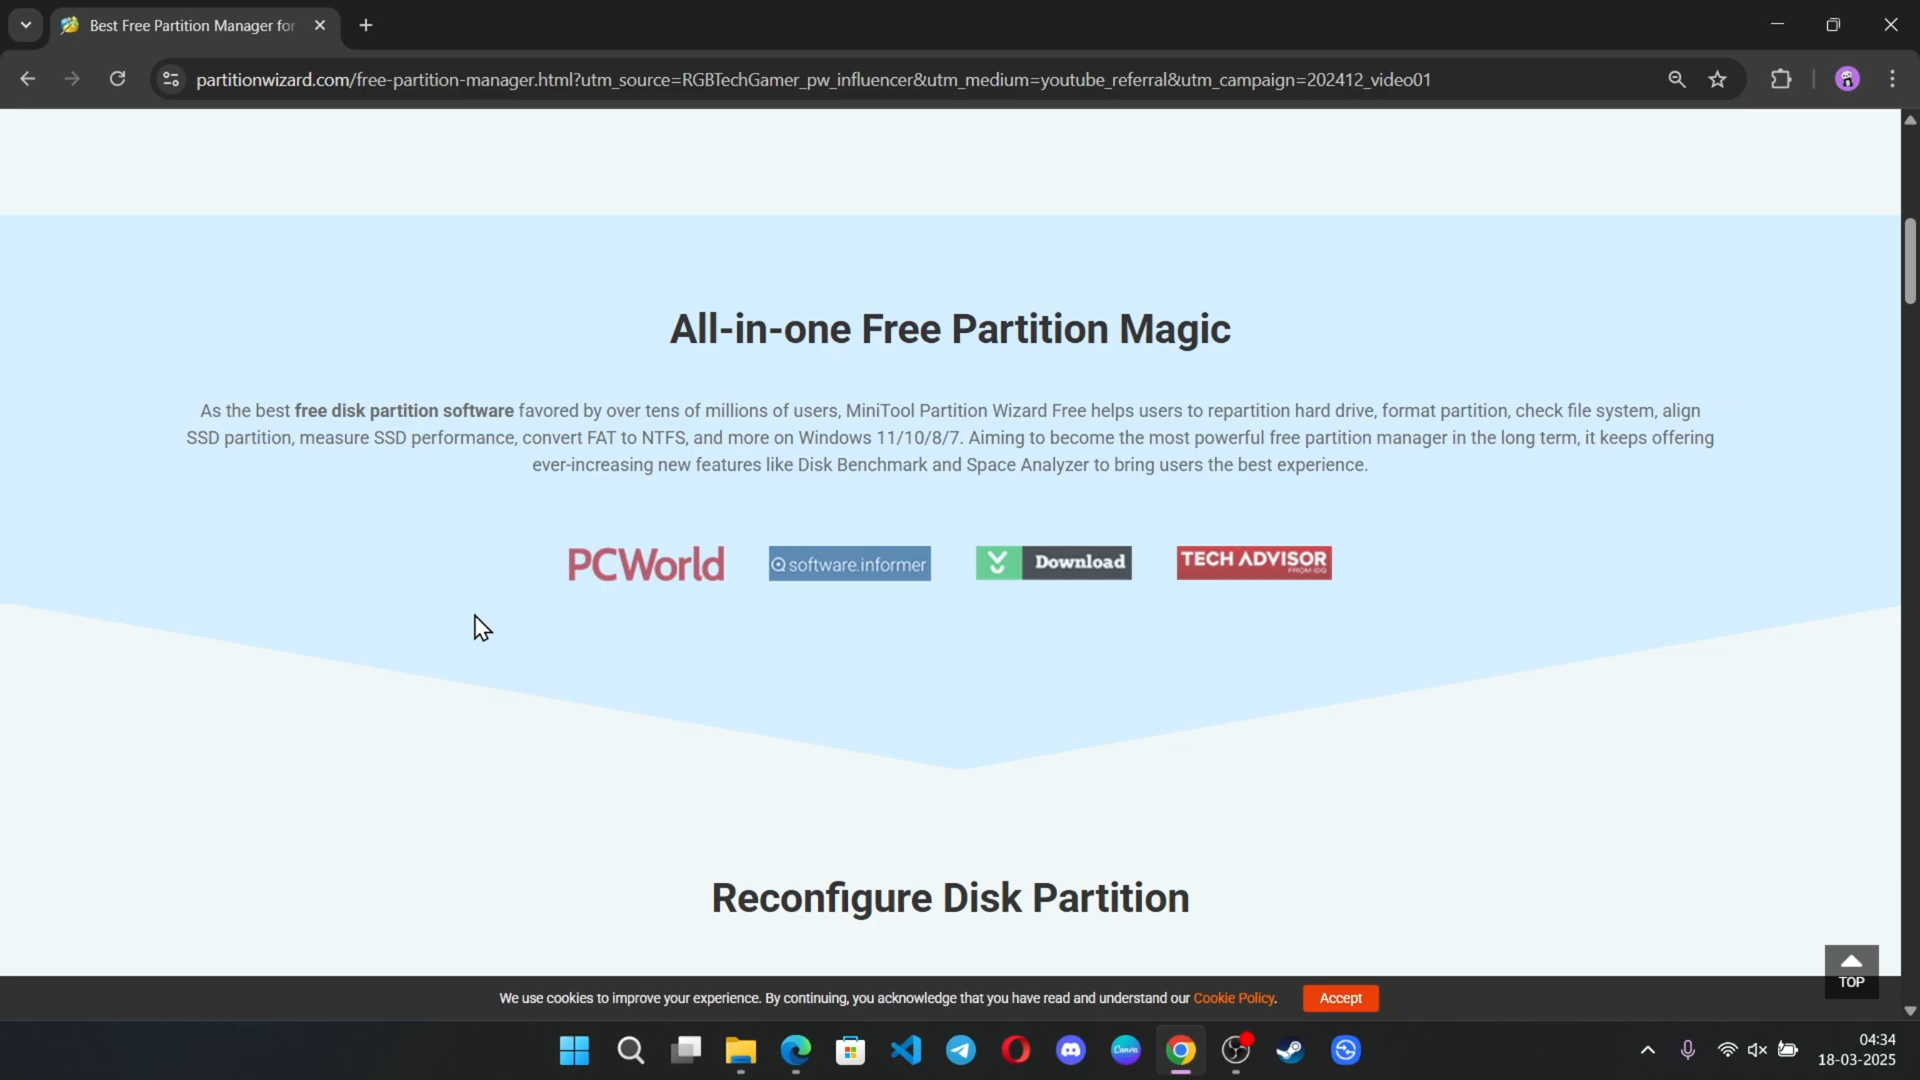 Best Free Partition Manager for
partitionwizard.com/free-partition-manager.html?utm_source=RGBTechGamer_pw_influencer&utm_medium=youtube_referral&utm_campaign=202412_video01
All-in-one Free Partition Magic
As the best free disk partition software favored by over tens of millions of users, MiniTool Partition Wizard Free helps users to repartition hard drive, format partition, check file system, align
SSD partition, measure SSD performance, convert FAT to NTFS, and more on Windows 11/10/8/7. Aiming to become the most powerful free partition manager in the long term, it keeps offering
ever-increasing new features like Disk Benchmark and Space Analyzer to bring users the best experience.
PCWorld software.informer Download TECH ADVISOR
FROM IDG
Reconfigure Disk Partition
TOP
We use cookies to improve your experience. By continuing, you acknowledge that you have read and understand our Cookie Policy. Accept
Canva
04:34
18-03-2025